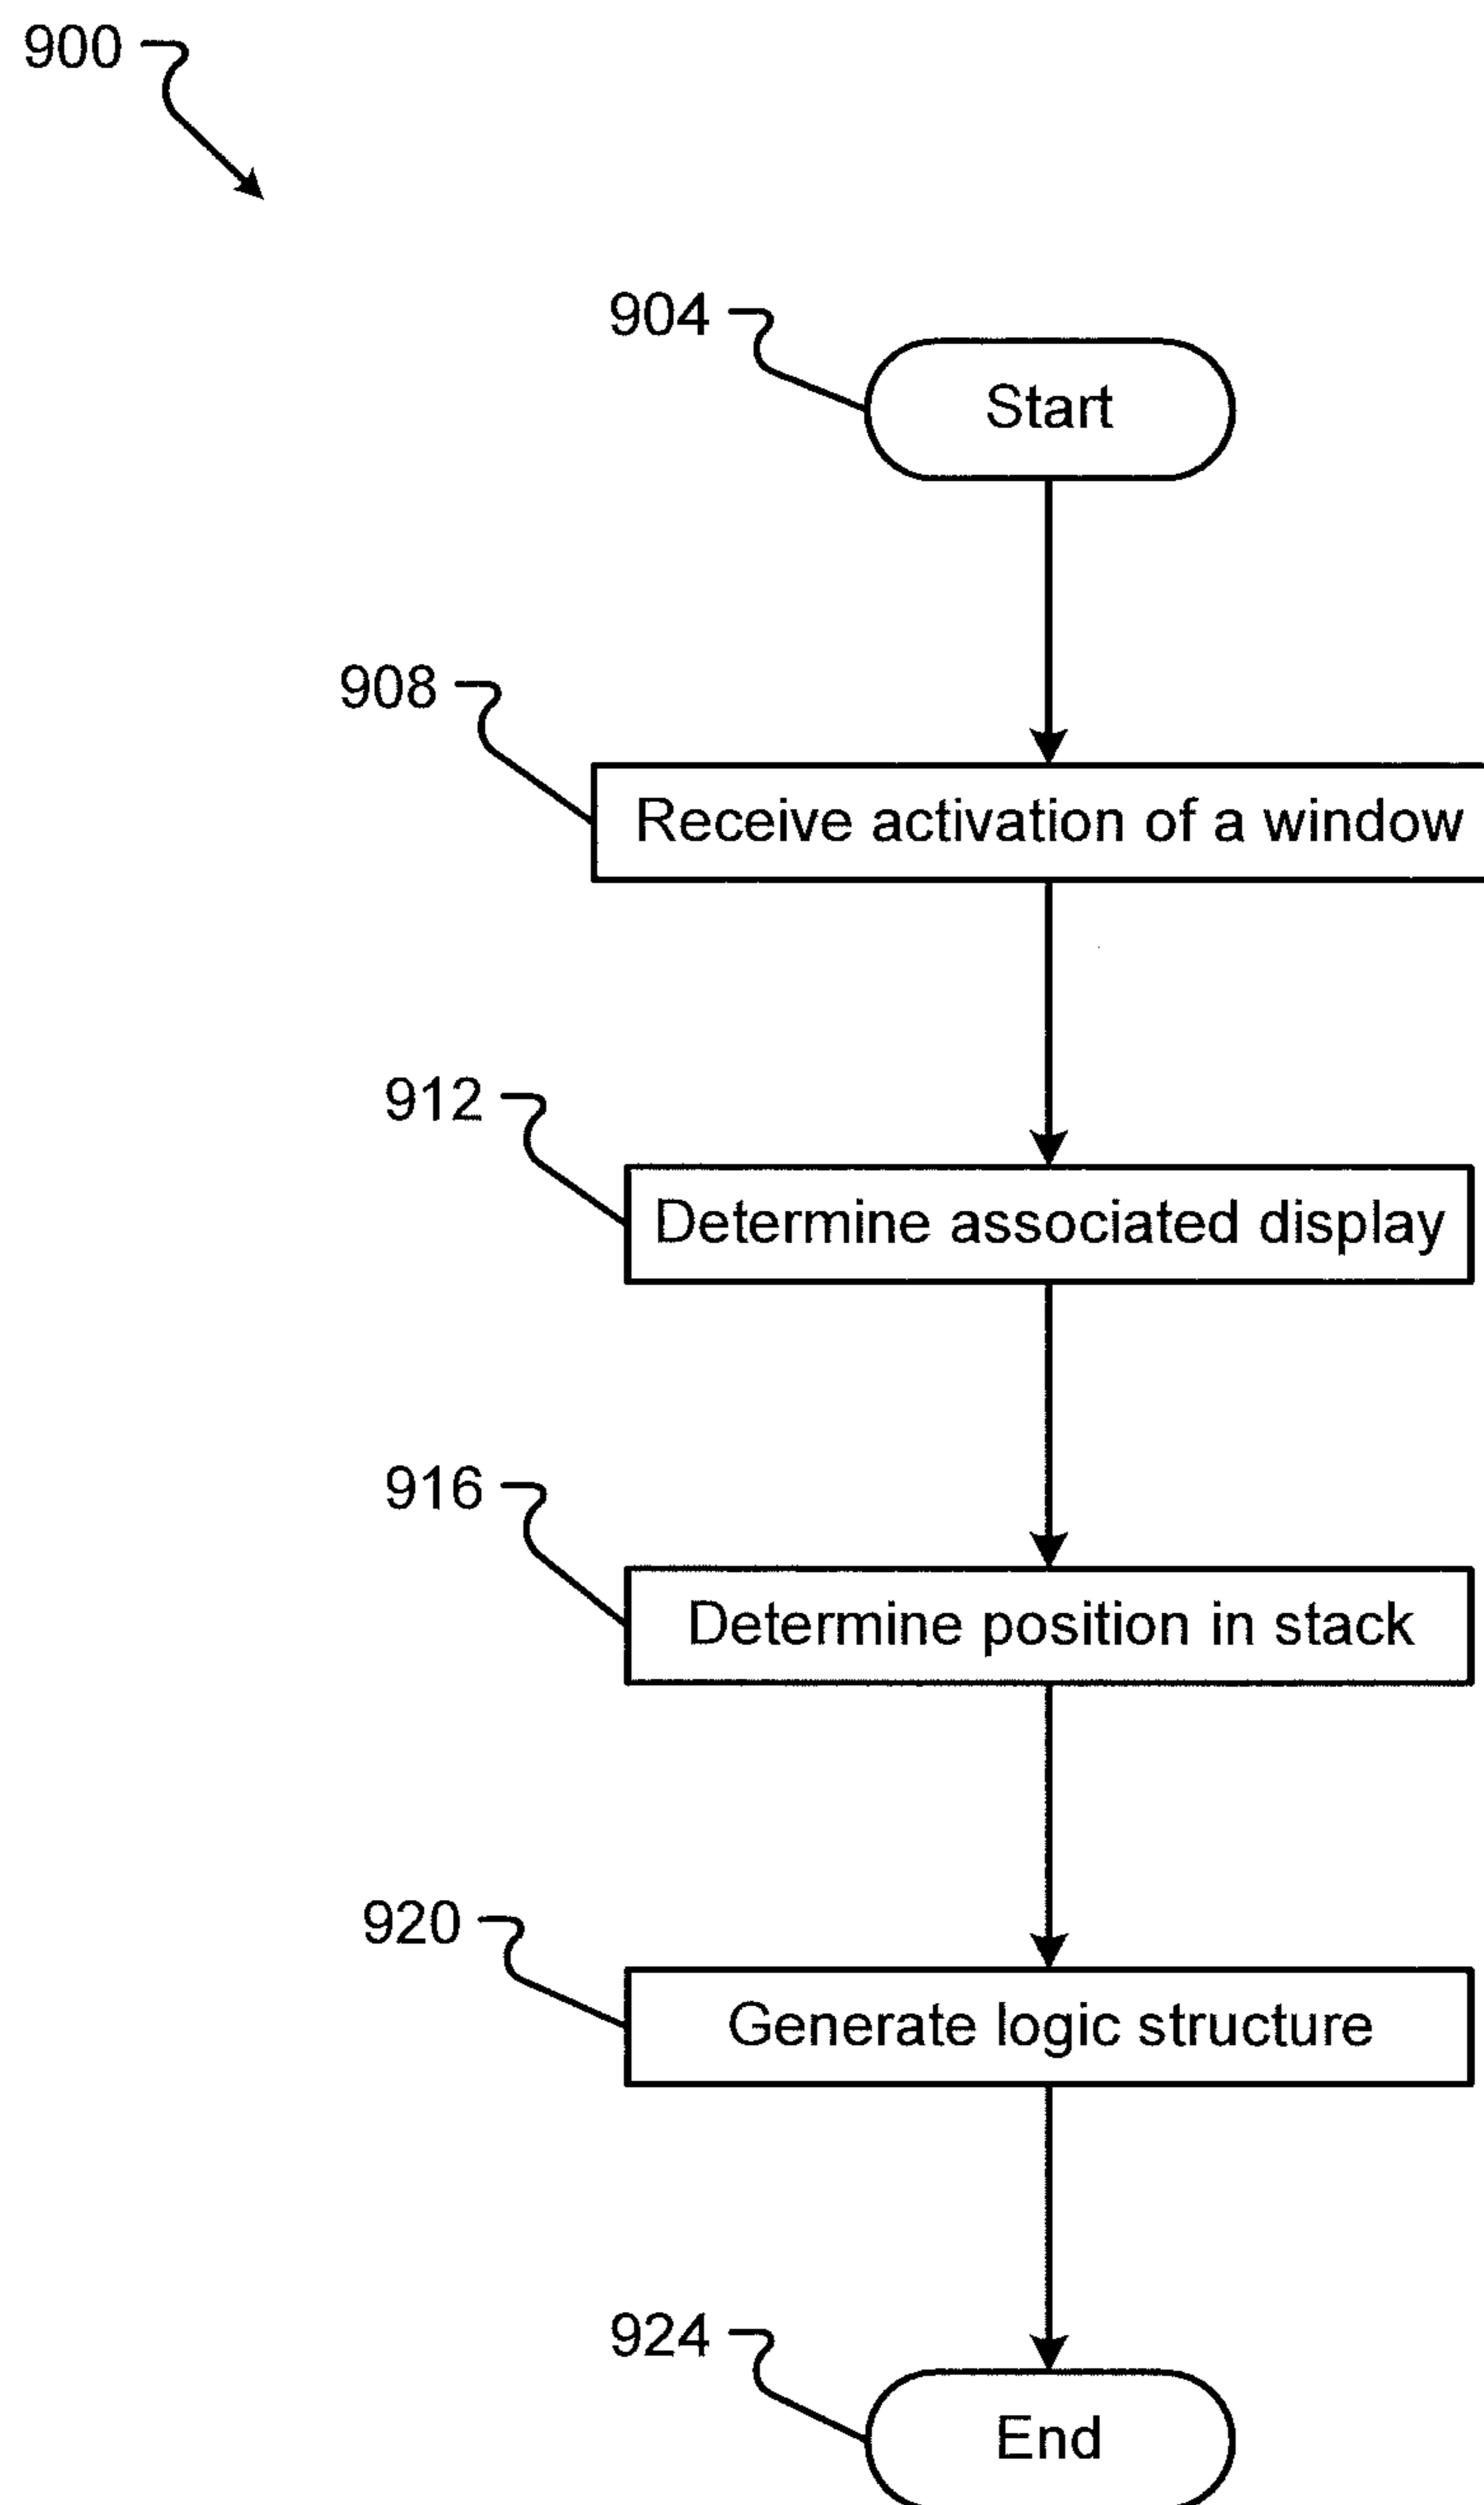 900
904
Start
908
Receive activation of a window
912
Determine associated display
916
Determine position in stack
920
Generate logic structure
924
End